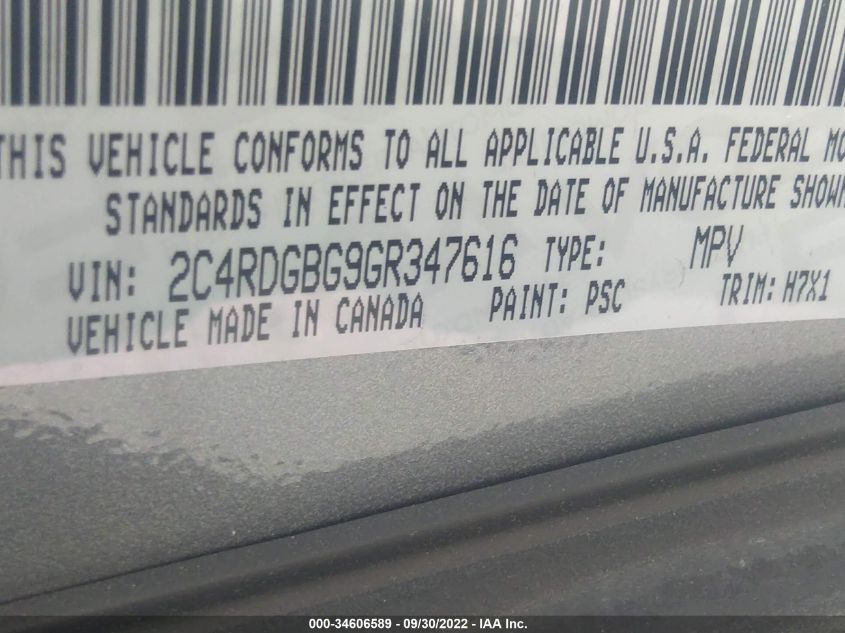 THIS VEHICLE CONFORMS TO ALL APPLICABLE U.S.A. FEDERAL MO
STANDARDS IN EFFECT ON THE DATE OF MANUFACTURE SHOWN
VIN: 2C4RDGBG9GR347616 TYPE: MPV
VEHICLE MADE IN CANADA PAINT: PSC TRIM: H7X1
000-34606589 - 09/30/2022 - IAA Inc.